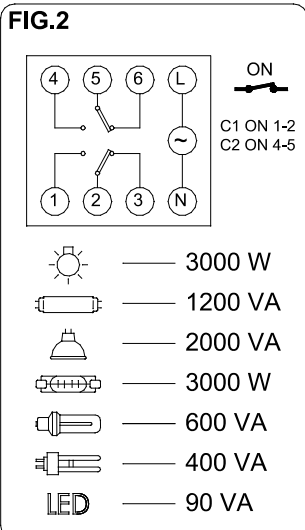 FIG.2
4 5 6 L
ON
~
C1 ON 1-2
C2 ON 4-5
1 2 3 N
3000 W
1200 VA
2000 VA
3000 W
600 VA
400 VA
LED 90 VA